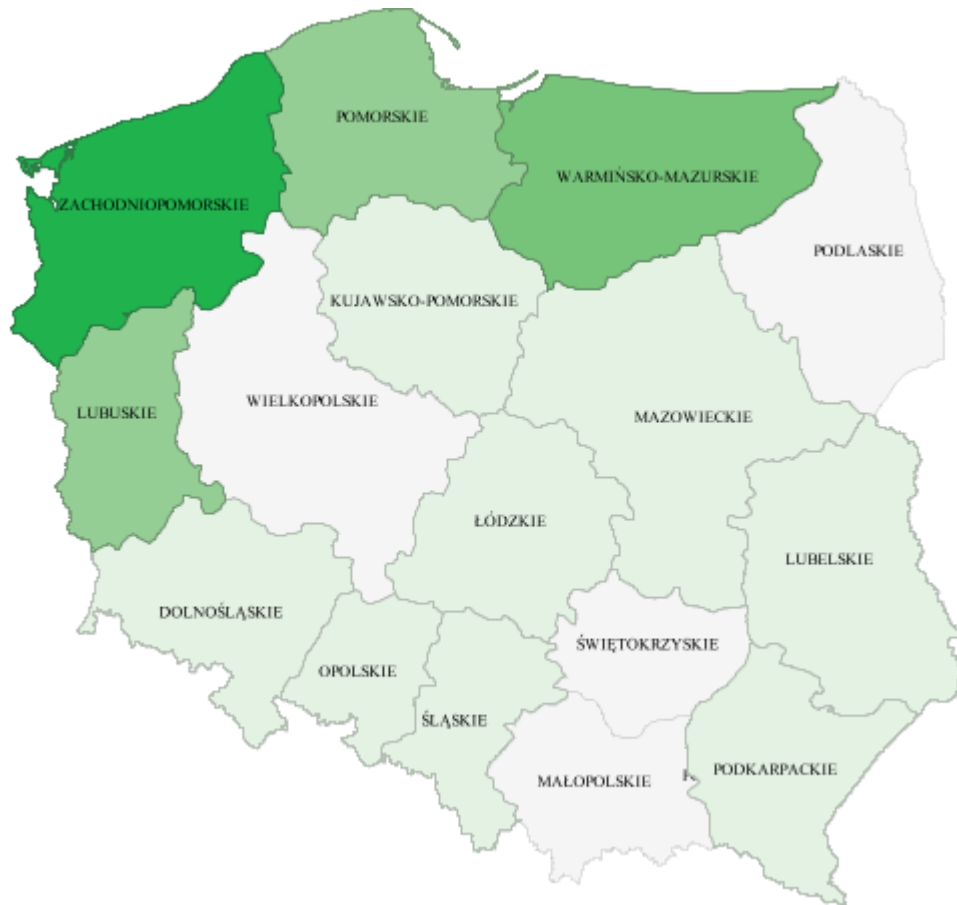 POMORSKIE
WARMIŃSKO-MAZURSKIE
ZACHODNIOPOMORSKIE
PODLASKIE
KUJAWSKO-POMORSKIE
WIELKOPOLSKIE
LUBUSKIE
MAZOWIECKIE
ŁÓDZKIE
LUBELSKIE
DOLNOŚLĄSKIE
ŚWIĘTOKRZYSKIE
OPOLSKIE
ŚLĄSKIE
PODKARPACKIE
MAŁOPOLSKIE